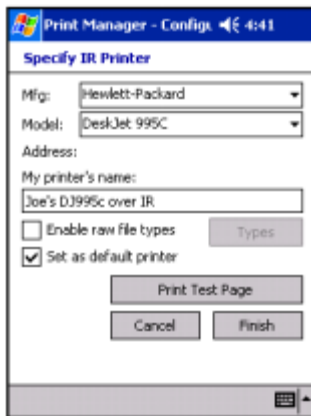 Print Manager - Configu 4:41
Specify IR Printer
Mfg: Hewlett-Packard
Model: DeskJet 995C
Address:
My printer's name:
Joe's DJ995c over IR
Enable raw file types Types
Set as default printer
Print Test Page
Cancel Finish